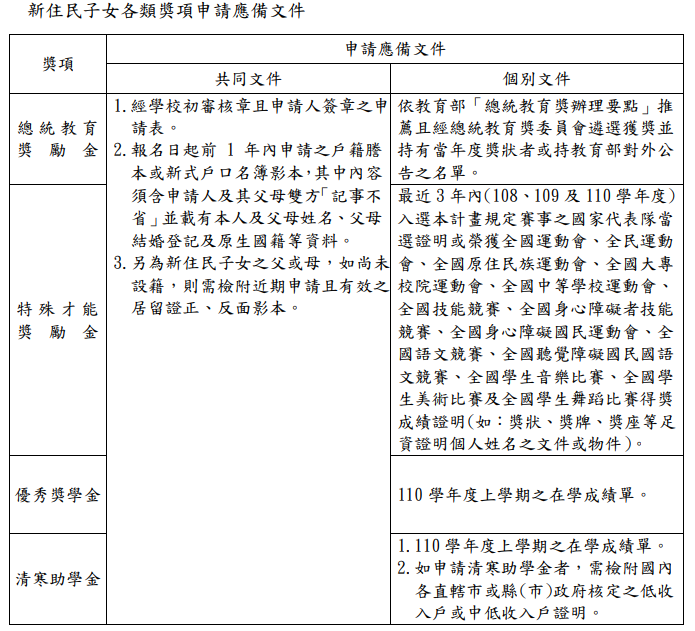 新住民子女各類獎項申請應備文件
獎項
申請應備文件
共同文件
個別文件
總統教育
獎勵金
1.經學校初審核章且申請人簽章之申
請表。
2.報名日起前 1 年內申請之戶籍謄
本或新式戶口名簿影本,其中內容
須含申請人及其父母雙方「記事不
省」並載有本人及父母姓名、父母
結婚登記及原生國籍等資料。
3.另為新住民子女之父或母,如尚未
設籍,則需檢附近期申請且有效之
居留證正、反面影本。
依教育部「總統教育獎辦理要點」推
薦且經總統教育獎委員會遴選獲獎並
持有當年度獎狀者或持教育部對外公
告之名單。
特殊才能
獎勵金
最近 3 年內(108、109 及 110 學年度)
入選本計畫規定賽事之國家代表隊當
選證明或榮獲全國運動會、全民運動
會、全國原住民族運動會、全國大專
校院運動會、全國中等學校運動會、
全國技能競賽、全國身心障礙者技能
競賽、全國身心障礙國民運動會、全
國語文競賽、全國聽覺障礙國民國語
文競賽、全國學生音樂比賽、全國學
生美術比賽及全國學生舞蹈比賽得獎
成績證明(如:獎狀、獎牌、獎座等足
資證明個人姓名之文件或物件)。
優秀獎學金
110 學年度上學期之在學成績單。
清寒助學金
1.110 學年度上學期之在學成績單。
2.如申請清寒助學金者,需檢附國內
各直轄市或縣(市)政府核定之低收
入戶或中低收入戶證明。